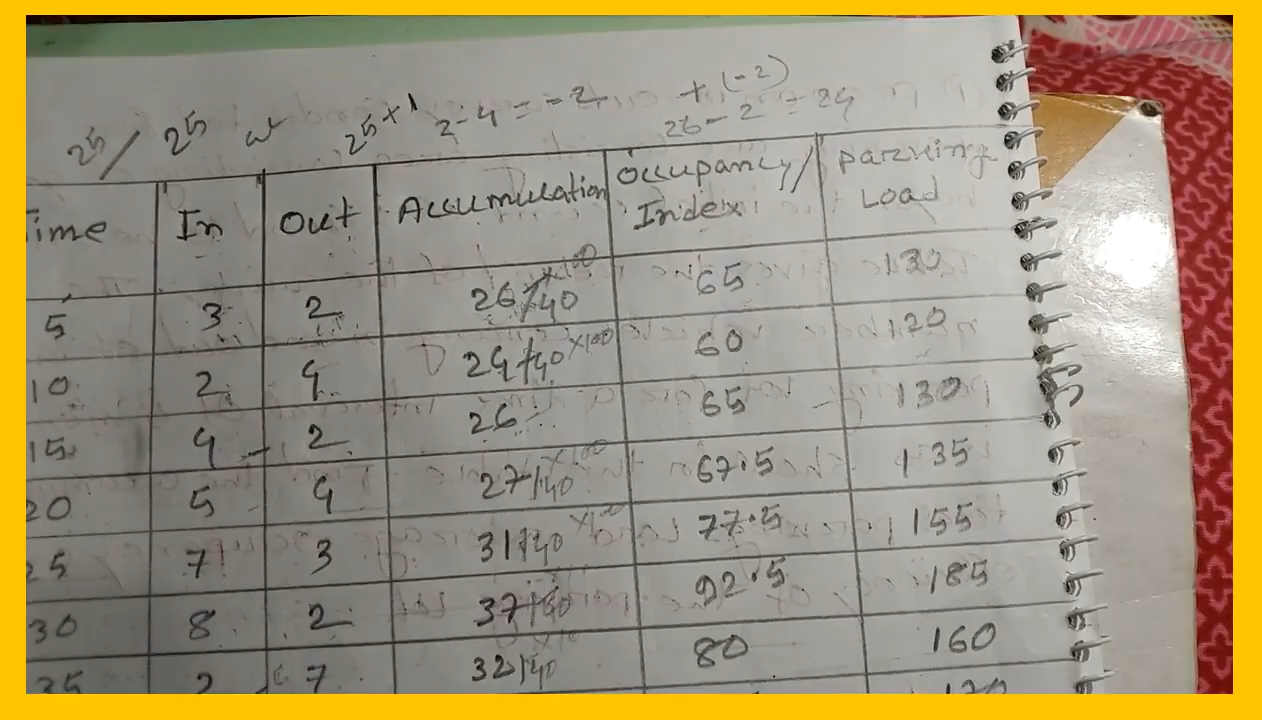 25/ 25 25×1 2-4 = -2 + (-2)
26-2 = 24
Time In Out Accumulation Occupancy/ Index Parking Load
5 3 2 26/40 ×100 65 130
10 2 4 24/40 ×100 60 120
15 4 2 26 65 130
20 5 4 27/40 ×100 67.5 135
25 7 3 31/40 ×100 77.5 155
30 8 2 37/40 92.5 185
35 2 7 32/40 80 160